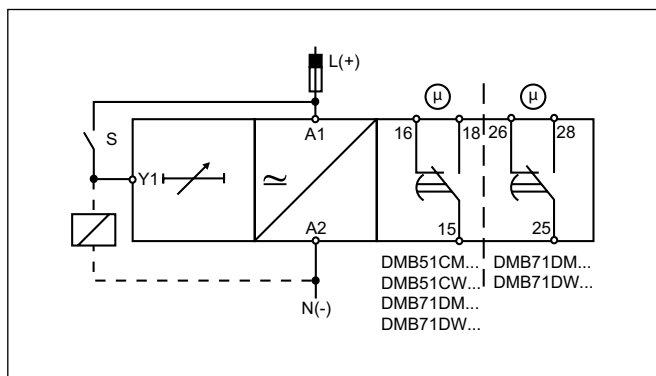 L(+)
μ μ
A1
16 18 26 28
S
Y1
≃
A2
15 25
N(-)
DMB51CM... DMB71DM...
DMB51CW... DMB71DW...
DMB71DM...
DMB71DW...